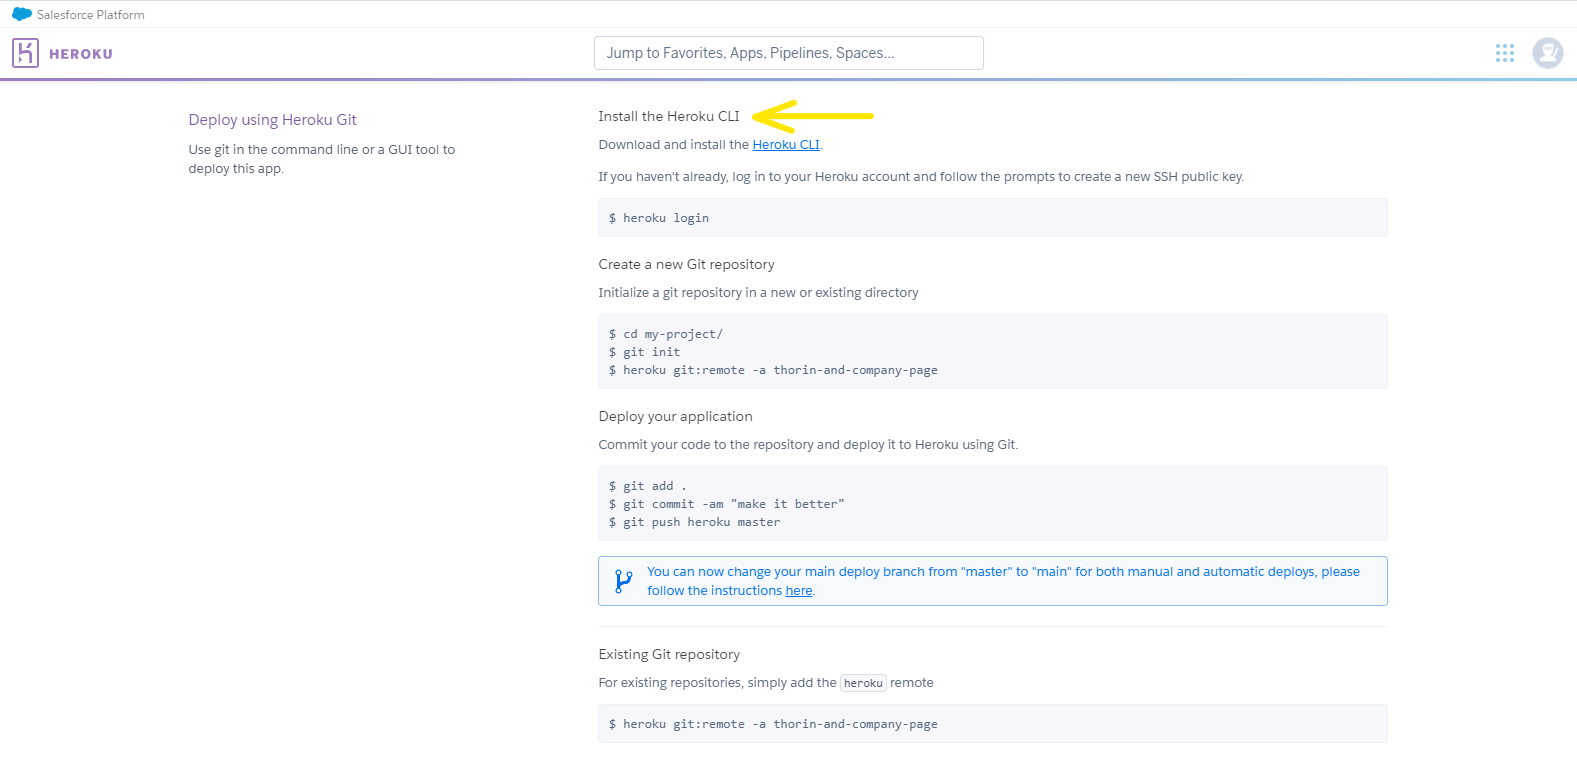 Salesforce Platform
HEROKU
Jump to Favorites, Apps, Pipelines, Spaces...
Deploy using Heroku Git
Use git in the command line or a GUI tool to
deploy this app.
Install the Heroku CLI
Download and install the Heroku CLI.
If you haven't already, log in to your Heroku account and follow the prompts to create a new SSH public key.
$ heroku login
Create a new Git repository
Initialize a git repository in a new or existing directory
$ cd my-project/
$ git init
$ heroku git:remote -a thorin-and-company-page
Deploy your application
Commit your code to the repository and deploy it to Heroku using Git.
$ git add .
$ git commit -am "make it better"
$ git push heroku master
You can now change your main deploy branch from "master" to "main" for both manual and automatic deploys, please
follow the instructions here.
Existing Git repository
For existing repositories, simply add the heroku remote
$ heroku git:remote -a thorin-and-company-page